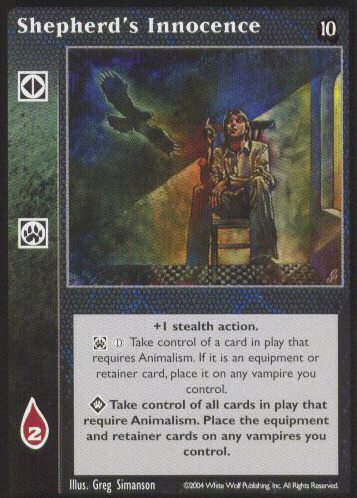 Shepherd's Innocence
10
+1 stealth action.
D Take control of a card in play that
requires Animalism. If it is an equipment or
retainer card, place it on any vampire you
control.
Take control of all cards in play that
require Animalism. Place the equipment
and retainer cards on any vampires you
control.
2
Illus. Greg Simanson
©2004 White Wolf Publishing, Inc. All Rights Reserved.